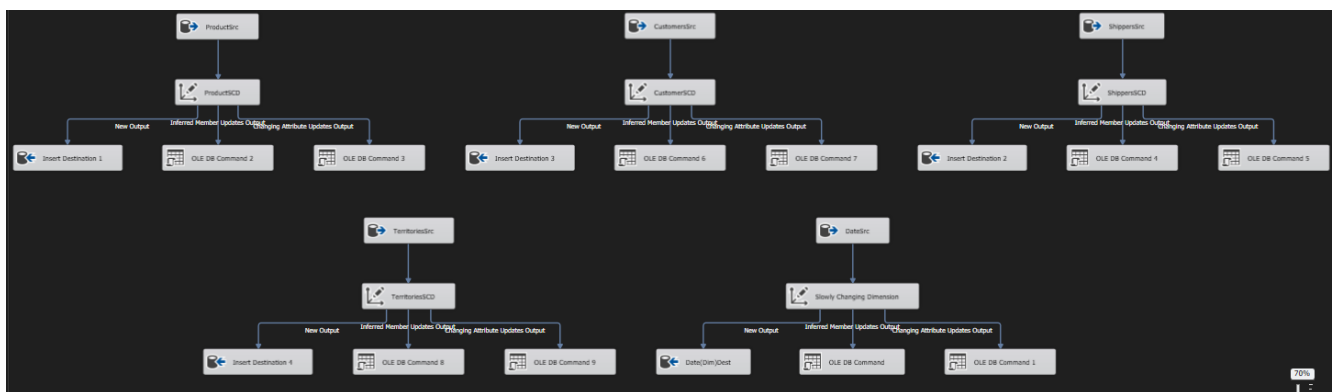 ProductSrc
CustomersSrc
ShippersSrc
ProductSCD
CustomerSCD
ShippersSCD
New Output
Inferred Member Updates Output
Changing Attribute Updates Output
New Output
Inferred Member Updates Output
Changing Attribute Updates Output
New Output
Inferred Member Updates Output
Changing Attribute Updates Output
Insert Destination 1
OLE DB Command 2
OLE DB Command 3
Insert Destination 3
OLE DB Command 6
OLE DB Command 7
Insert Destination 2
OLE DB Command 4
OLE DB Command 5
TerritoriesSrc
DateSrc
TerritoriesSCD
Slowly Changing Dimension
New Output
Inferred Member Updates Output
Changing Attribute Updates Output
New Output
Inferred Member Updates Output
Changing Attribute Updates Output
Insert Destination 4
OLE DB Command 8
OLE DB Command 9
Date(Dim)Dest
OLE DB Command
OLE DB Command 1
70%